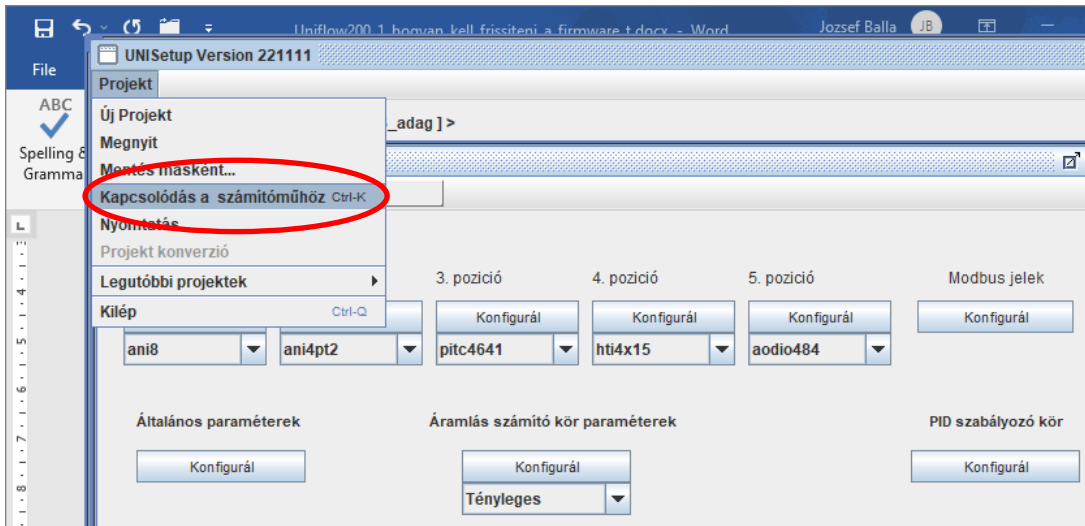 Uniflow200_1_hogyan_kell_frissiteni_a_firmware_t.docx - Word
Jozsef Balla
JB
File
UNISetup Version 221111
Projekt
ABC
Spelling &
Gramma
Új Projekt
_adag ] >
Megnyit
Mentés másként...
Kapcsolódás a számítóműhöz Ctrl-K
Nyomtatás
Projekt konverzió
Legutóbbi projektek
Kilép Ctrl-Q
3. pozició 4. pozició 5. pozició Modbus jelek
Konfigurál Konfigurál Konfigurál Konfigurál
ani8 ani4pt2 pitc4641 hti4x15 aodio484
Általános paraméterek Áramlás számító kör paraméterek PID szabályozó kör
Konfigurál Konfigurál Konfigurál
Tényleges